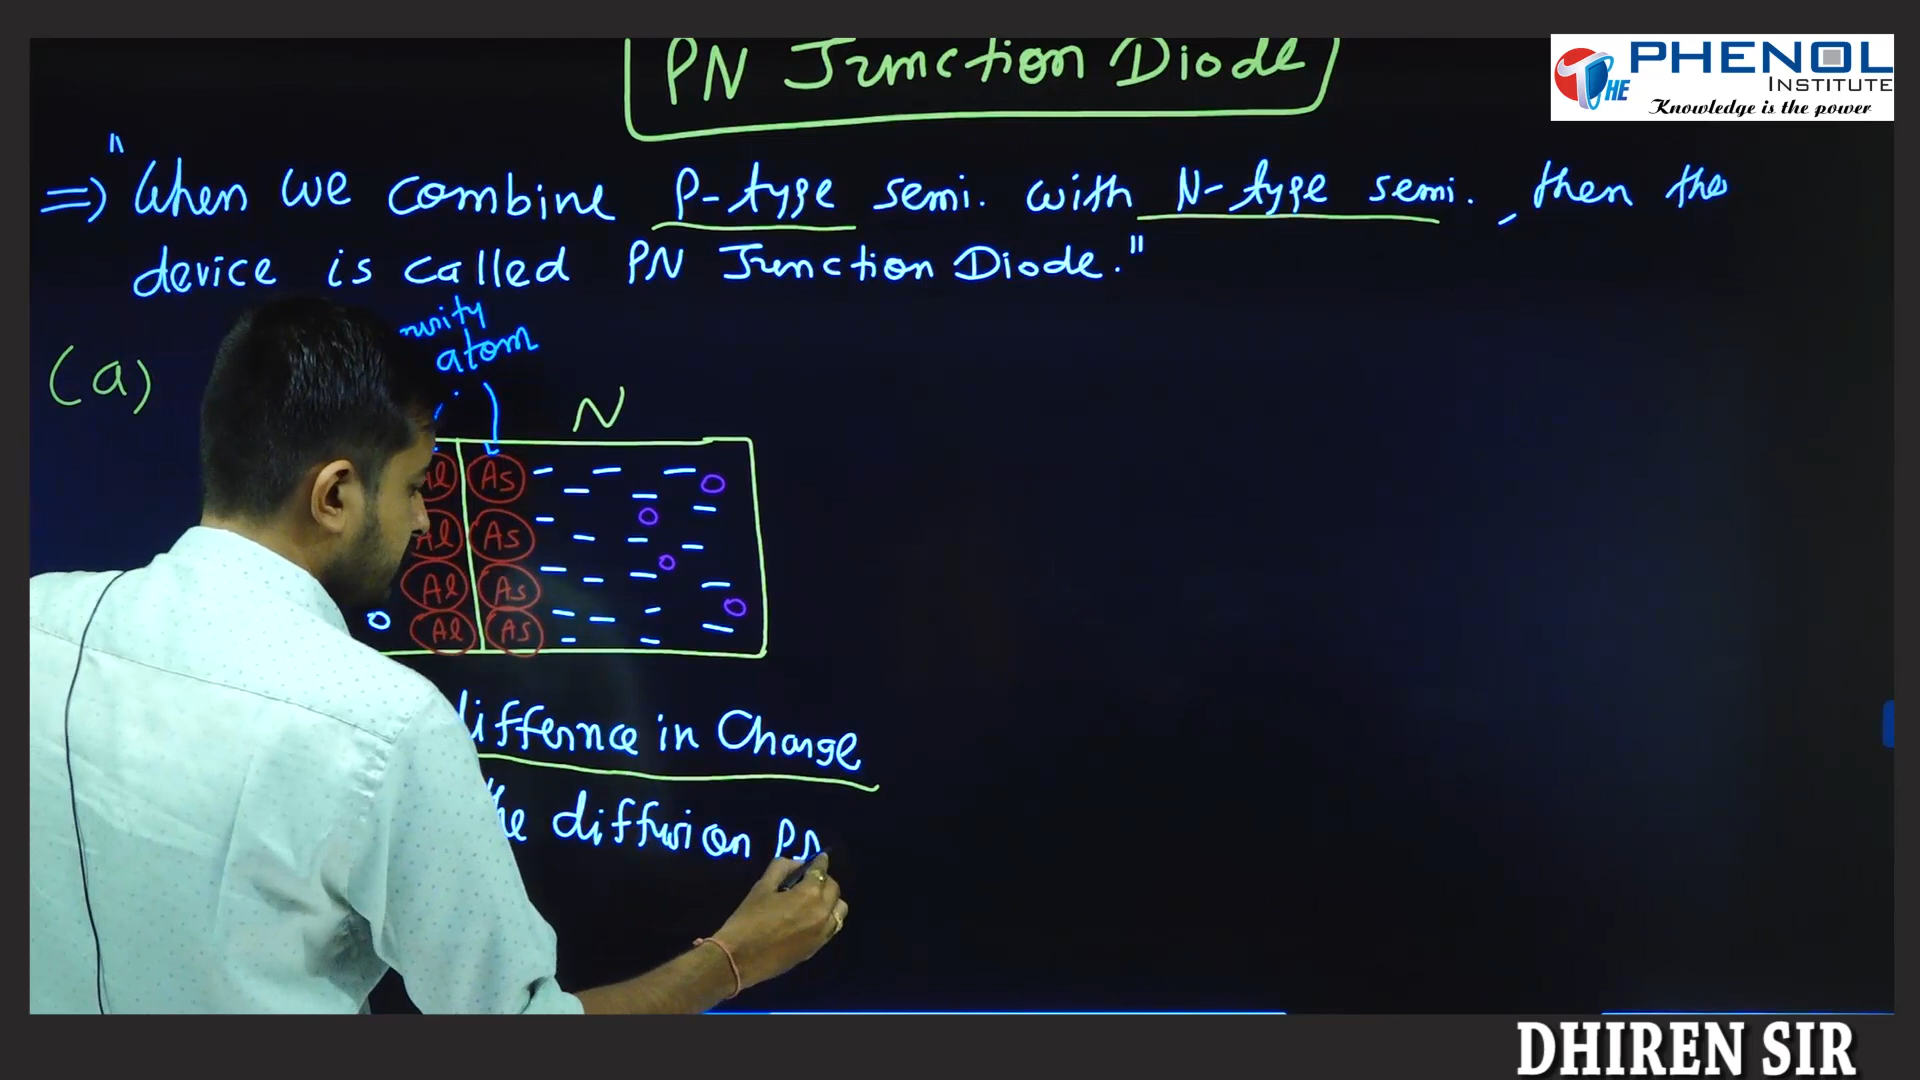 PN Junction Diode
THE PHENOL
INSTITUTE
Knowledge is the power
=> "When we combine P-type semi. with N-type semi., then the
device is called PN Junction Diode."
atom
(a)
N
Al As
Al As
Al As
Al As
in Charge
diffusion
DHIREN SIR